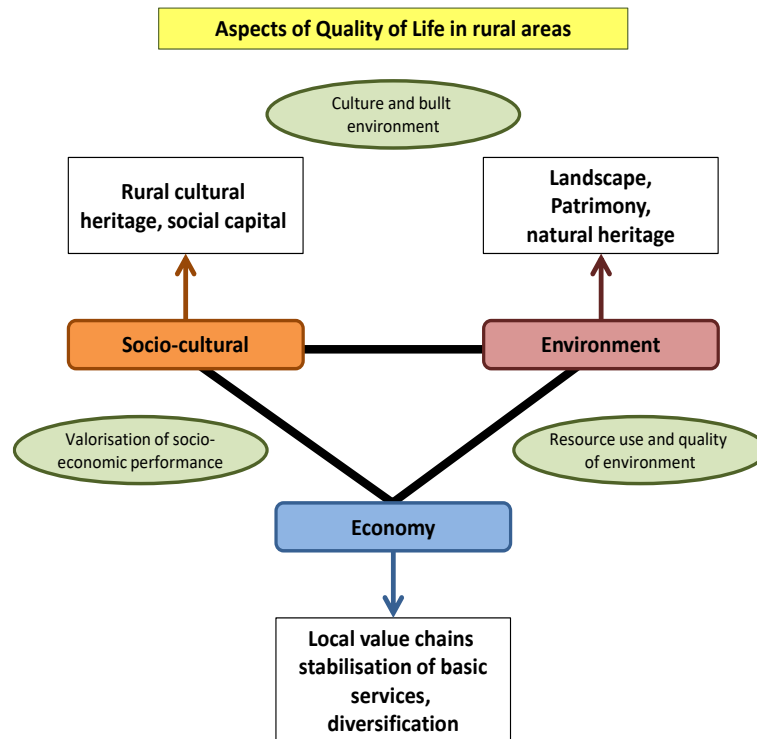 Aspects of Quality of Life in rural areas
Culture and built
environment
Rural cultural
heritage, social capital
Landscape,
Patrimony,
natural heritage
Socio-cultural
Environment
Valorisation of socio-
economic performance
Resource use and quality
of environment
Economy
Local value chains
stabilisation of basic
services,
diversification